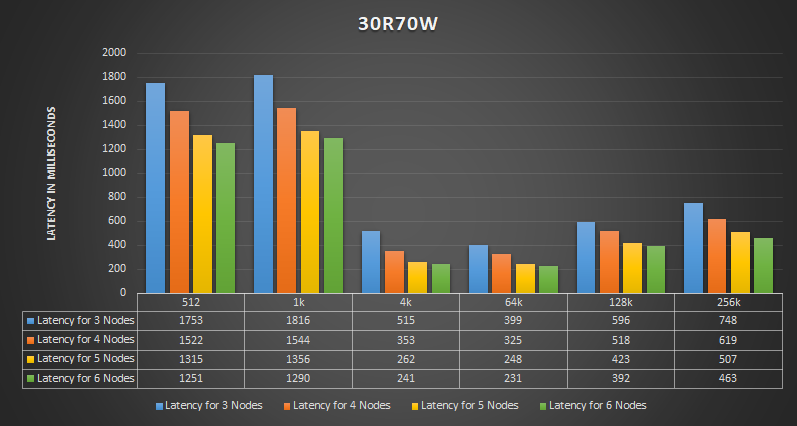 30R70W
LATENCY IN MILLISECONDS
2000
1800
1600
1400
1200
1000
800
600
400
200
0
512 1k 4k 64k 128k 256k
Latency for 3 Nodes 1753 1816 515 399 596 748
Latency for 4 Nodes 1522 1544 353 325 518 619
Latency for 5 Nodes 1315 1356 262 248 423 507
Latency for 6 Nodes 1251 1290 241 231 392 463
Latency for 3 Nodes Latency for 4 Nodes Latency for 5 Nodes Latency for 6 Nodes